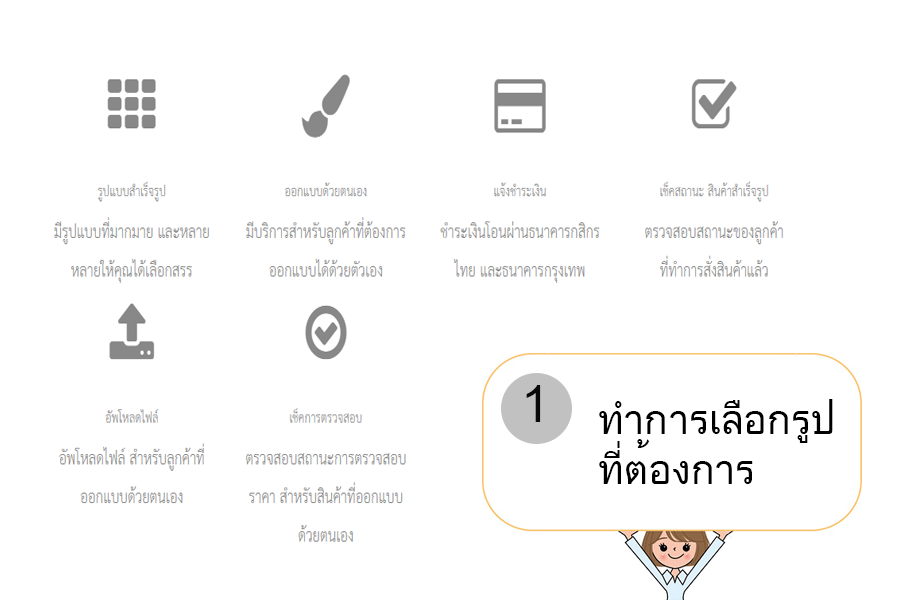 รูปแบบสำเร็จรูป
มีรูปแบบที่มากมาย และหลาย
หลายให้คุณได้เลือกสรร
ออกแบบด้วยตนเอง
มีบริการสำหรับลูกค้าที่ต้องการ
ออกแบบได้ด้วยตัวเอง
แจ้งชำระเงิน
ชำระเงินโอนผ่านธนาคารกสิกร
ไทย และธนาคารกรุงเทพ
เช็คสถานะ สินค้าสำเร็จรูป
ตรวจสอบสถานะของลูกค้า
ที่ทำการสั่งสินค้าแล้ว
อัพโหลดไฟล์
อัพโหลดไฟล์ สำหรับลูกค้าที่
ออกแบบด้วยตนเอง
เช็คการตรวจสอบ
ตรวจสอบสถานะการตรวจสอบ
ราคา สำหรับสินค้าที่ออกแบบ
ด้วยตนเอง
1
ทำการเลือกรูป
ที่ต้องการ